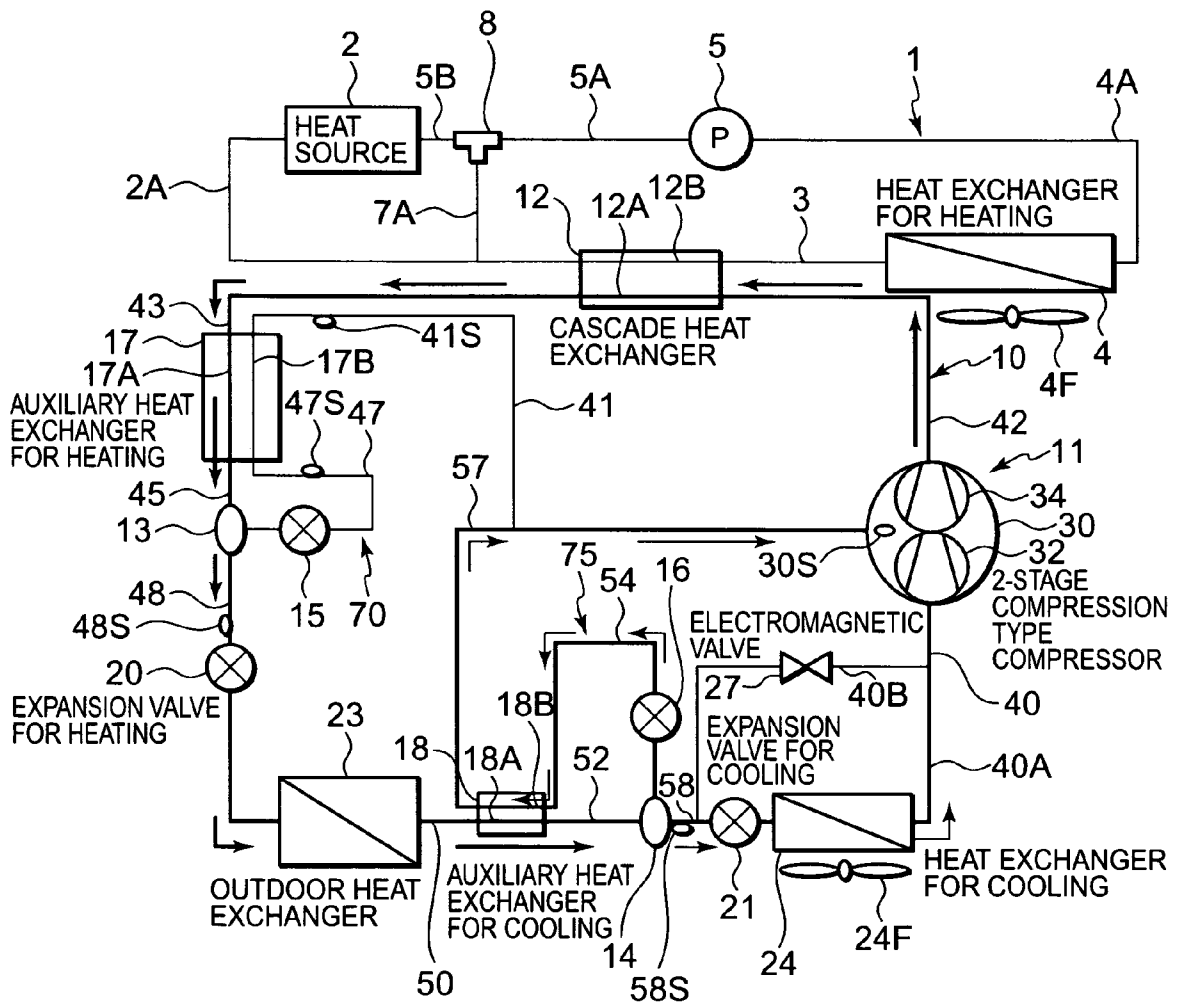 2
8
5
1
4A
5B
5A
HEAT
SOURCE
P
2A
7A
12
12A
12B
3
HEAT EXCHANGER
FOR HEATING
43
17
17A
17B
41S
CASCADE HEAT
EXCHANGER
4F
4
10
AUXILIARY HEAT
EXCHANGER
FOR HEATING
47S
47
41
42
11
45
57
34
13
30
30S
32
15
70
75
54
16
2-STAGE
COMPRESSION
TYPE
COMPRESSOR
48
48S
ELECTROMAGNETIC
VALVE
20
27
40B
40
EXPANSION VALVE
FOR HEATING
18B
EXPANSION
VALVE FOR
COOLING
23
18
18A
52
58
40A
OUTDOOR HEAT
EXCHANGER
AUXILIARY HEAT
EXCHANGER
FOR COOLING
HEAT EXCHANGER
FOR COOLING
50
14
58S
21
24
24F